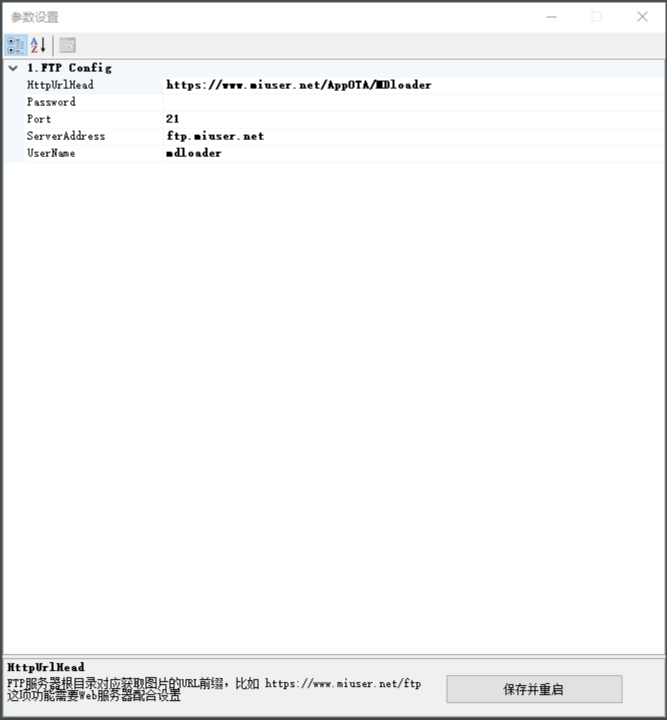 参数设置
1.FTP Config
HttpUrlHead https://www.miuser.net/AppOTA/MDloader
Password
Port 21
ServerAddress ftp.miuser.net
UserName mdloader
HttpUrlHead
FTP服务器根目录对应获取图片的URL前缀，比如 https://www.miuser.net/ftp
这项功能需要Web服务器配合设置
保存并重启